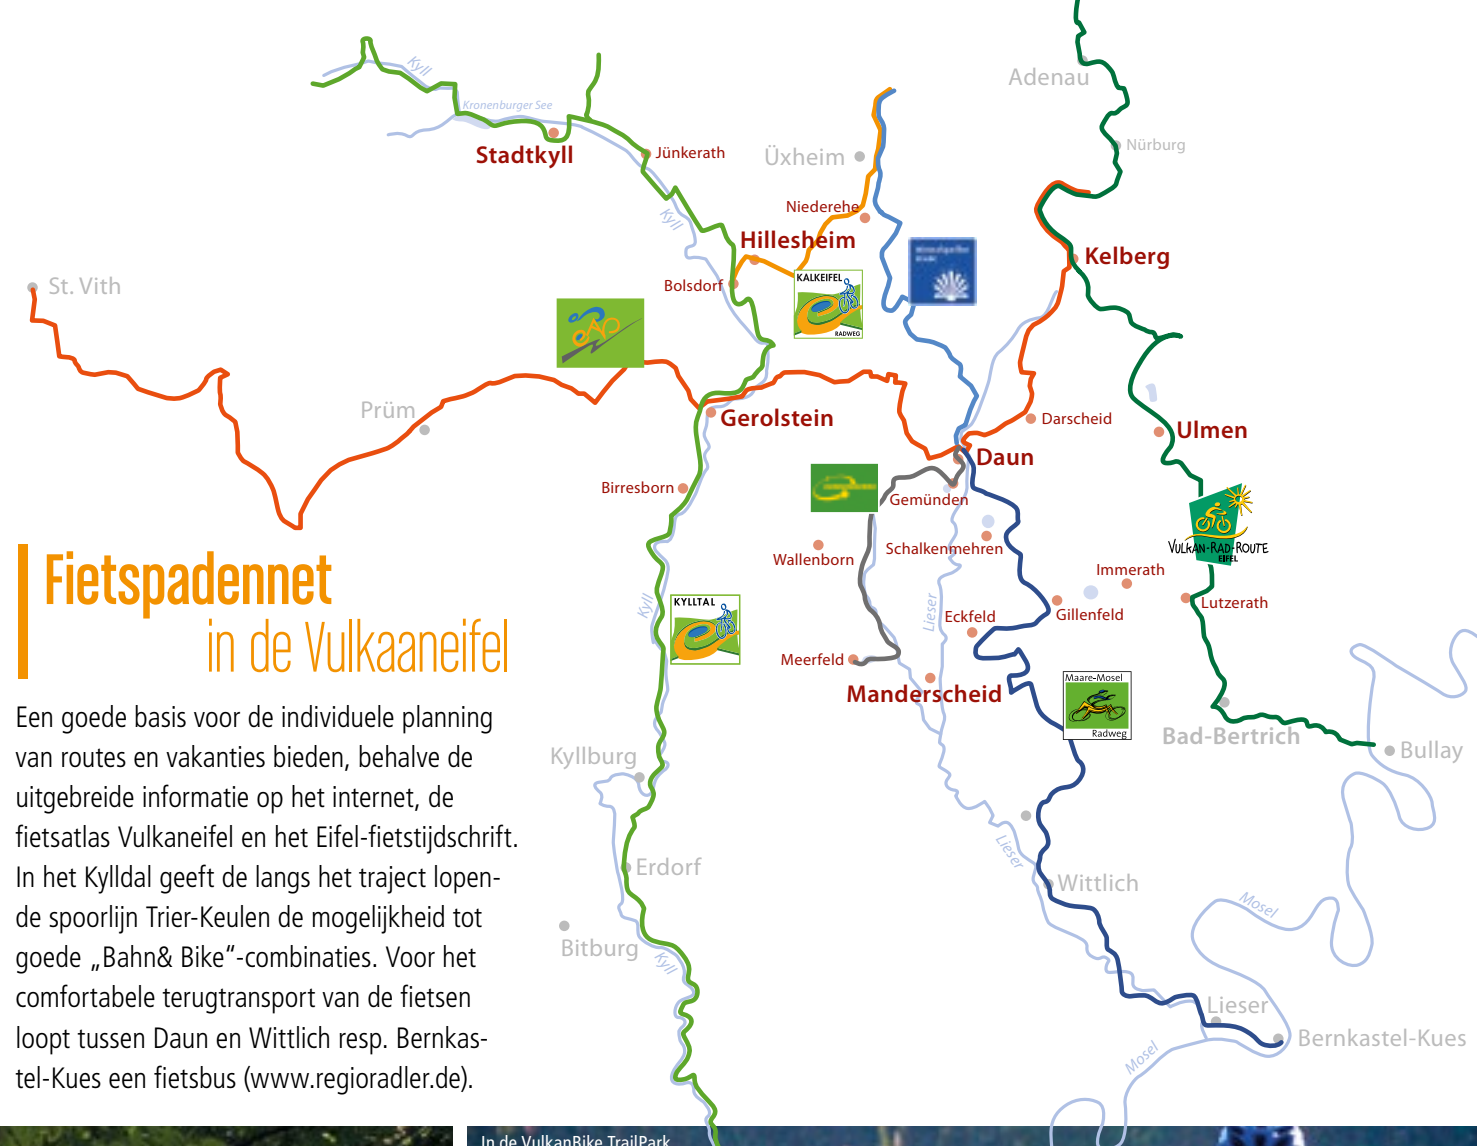 Kyll
Adenau
Kronenburger See
Stadtkyll
Jünkerath
Üxheim
Nürburg
Niederehe
Kyll
Hillesheim
Kelberg
Bolsdorf
KALKEIFEL
RADWEG
St. Vith
Prüm
Gerolstein
Darscheid
Ulmen
Daun
Birresborn
Gemünden
Wallenborn
Schalkenmehren
VULKAN-RAD-ROUTE
EIFEL
Immerath
Lutzerath
Gillenfeld
Eckfeld
Lieser
Kyll
KYLLTAL
Meerfeld
Manderscheid
Maare-Mosel
Radweg
Bad-Bertrich
Bullay
Kyllburg
Lieser
Erdorf
Wittlich
Mosel
Bitburg
Kyll
Lieser
Bernkastel-Kues
Mosel
Fietspadennet
in de Vulkaaneifel
Een goede basis voor de individuele planning
van routes en vakanties bieden, behalve de
uitgebreide informatie op het internet, de
fietsatlas Vulkaneifel en het Eifel-fietstijdschrift.
In het Kylldal geeft de langs het traject lopen-
de spoorlijn Trier-Keulen de mogelijkheid tot
goede „Bahn& Bike“-combinaties. Voor het
comfortabele terugtransport van de fietsen
loopt tussen Daun en Wittlich resp. Bernkas-
tel-Kues een fietsbus (www.regioradler.de).
In de VulkanBike TrailPark